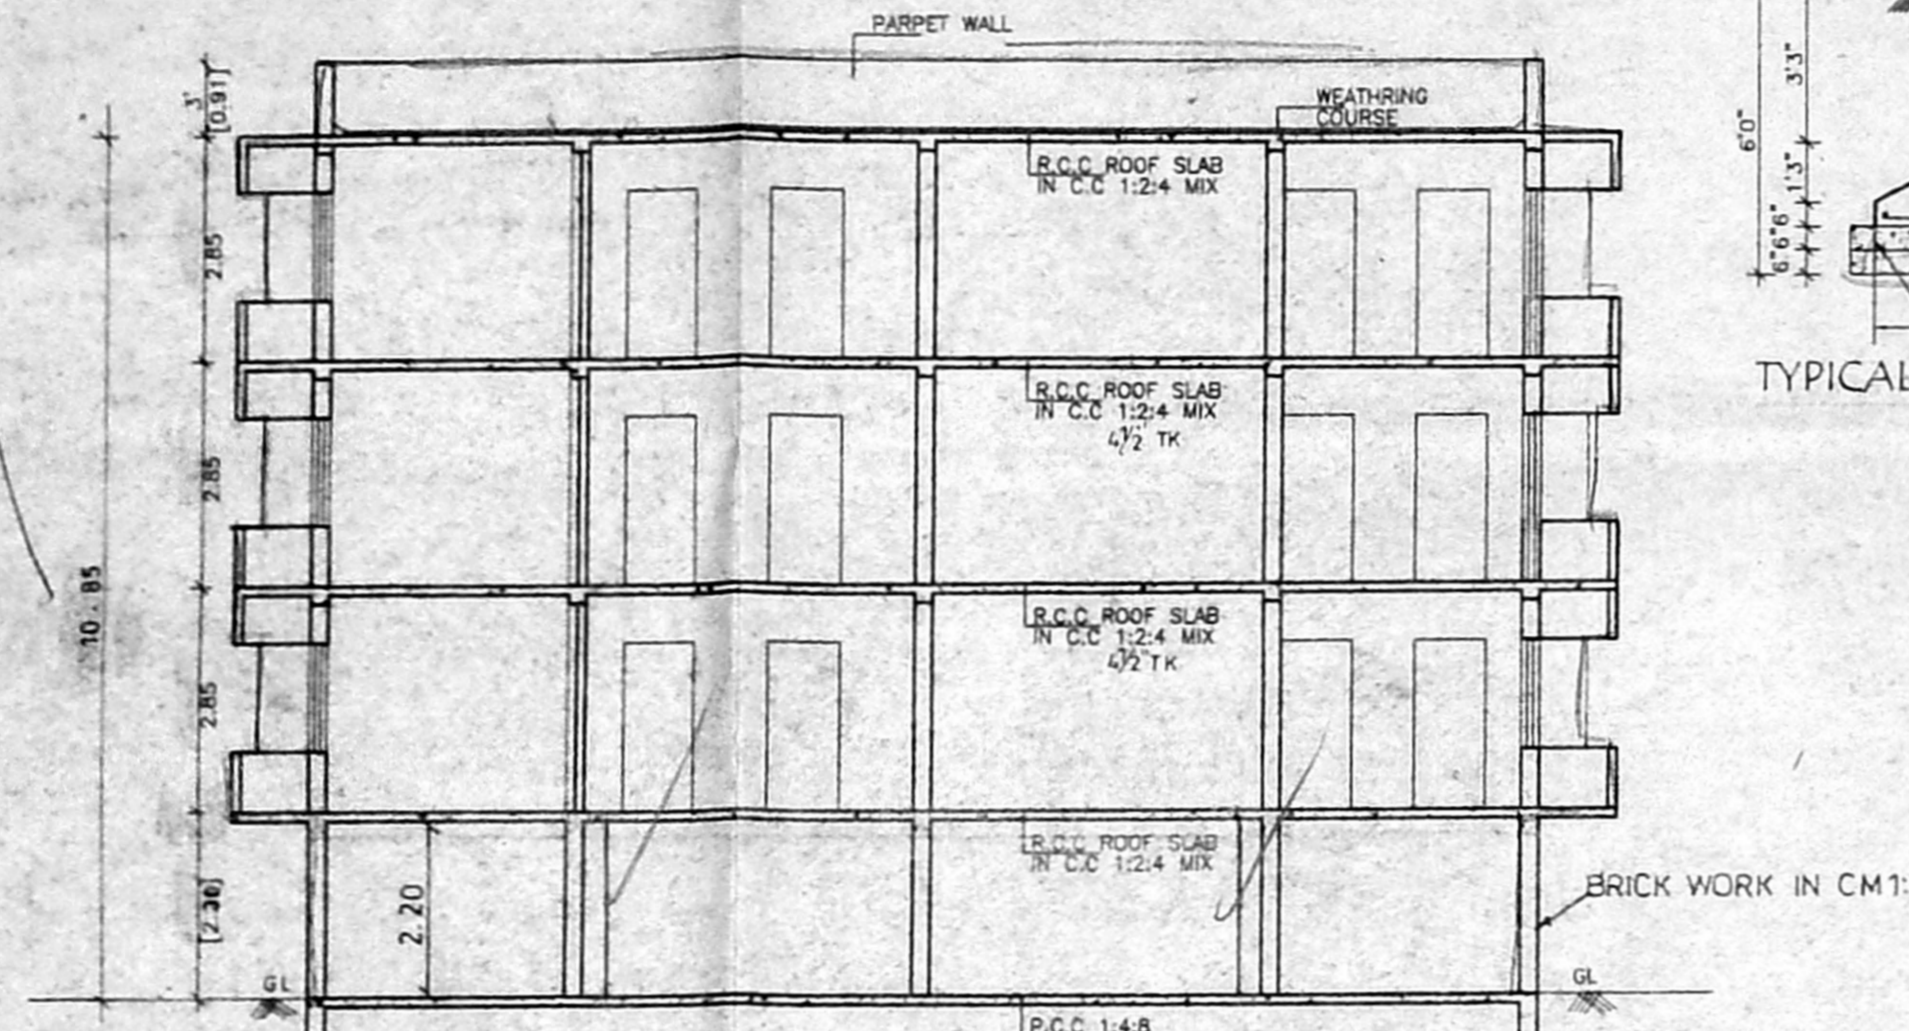 PARPET WALL
3'
[0.91]
WEATHRING
COURSE
R.C.C ROOF SLAB
IN C.C 1:2:4 MIX
2.85
R.C.C ROOF SLAB
IN C.C 1:2:4 MIX
4½" TK
2.85
R.C.C ROOF SLAB
IN C.C 1:2:4 MIX
4½" TK
10.85
2.85
R.C.C ROOF SLAB
IN C.C 1:2:4 MIX
2.20
BRICK WORK IN CM 1:
GL
GL
P.C.C 1:4:8
6'0"
3'3"
1'3"
6"
6"
6"
TYPICAL